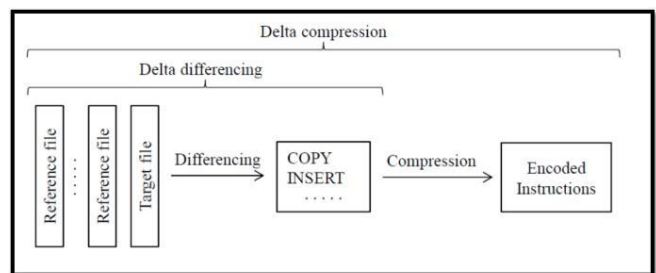 Delta compression
Delta differencing
Reference file
. . . . .
Reference file
Target file
Differencing
COPY
INSERT
. . . . .
Compression
Encoded
Instructions